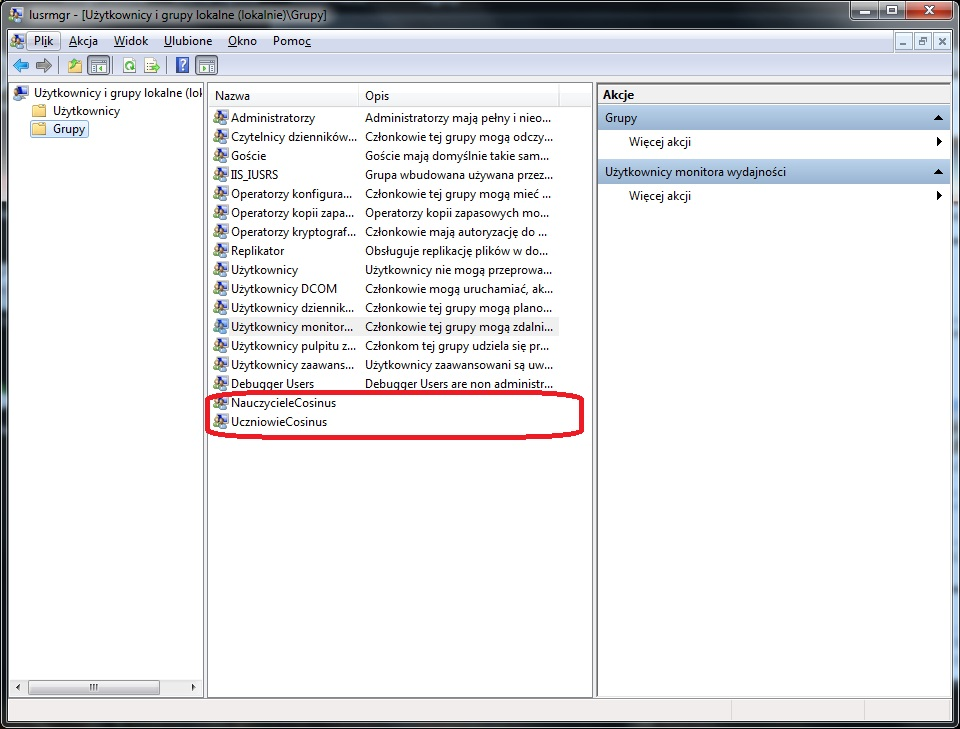 lusrmgr - [Użytkownicy i grupy lokalne (lokalnie)\Grupy]
Plik Akcja Widok Ulubione Okno Pomoc
Użytkownicy i grupy lokalne (lok
Użytkownicy
Grupy
Nazwa Opis
Administratorzy Administratorzy mają pełny i nieo...
Czytelnicy dzienników... Członkowie tej grupy mogą odczy...
Goście Goście mają domyślnie takie sam...
IIS_IUSRS Grupa wbudowana używana przez...
Operatorzy konfigura... Członkowie tej grupy mogą mieć ...
Operatorzy kopii zapa... Operatorzy kopii zapasowych mo...
Operatorzy kryptograf... Członkowie mają autoryzację do ...
Replikator Obsługuje replikację plików w do...
Użytkownicy Użytkownicy nie mogą przeprowa...
Użytkownicy DCOM Członkowie mogą uruchamiać, ak...
Użytkownicy dziennik... Członkowie tej grupy mogą plano...
Użytkownicy monitor... Członkowie tej grupy mogą zdalni...
Użytkownicy pulpitu z... Członkom tej grupy udziela się pr...
Użytkownicy zaawans... Użytkownicy zaawansowani są uw...
Debugger Users Debugger Users are non administr...
NauczycieleCosinus
UczniowieCosinus
Akcje
Grupy
Więcej akcji
Użytkownicy monitora wydajności
Więcej akcji